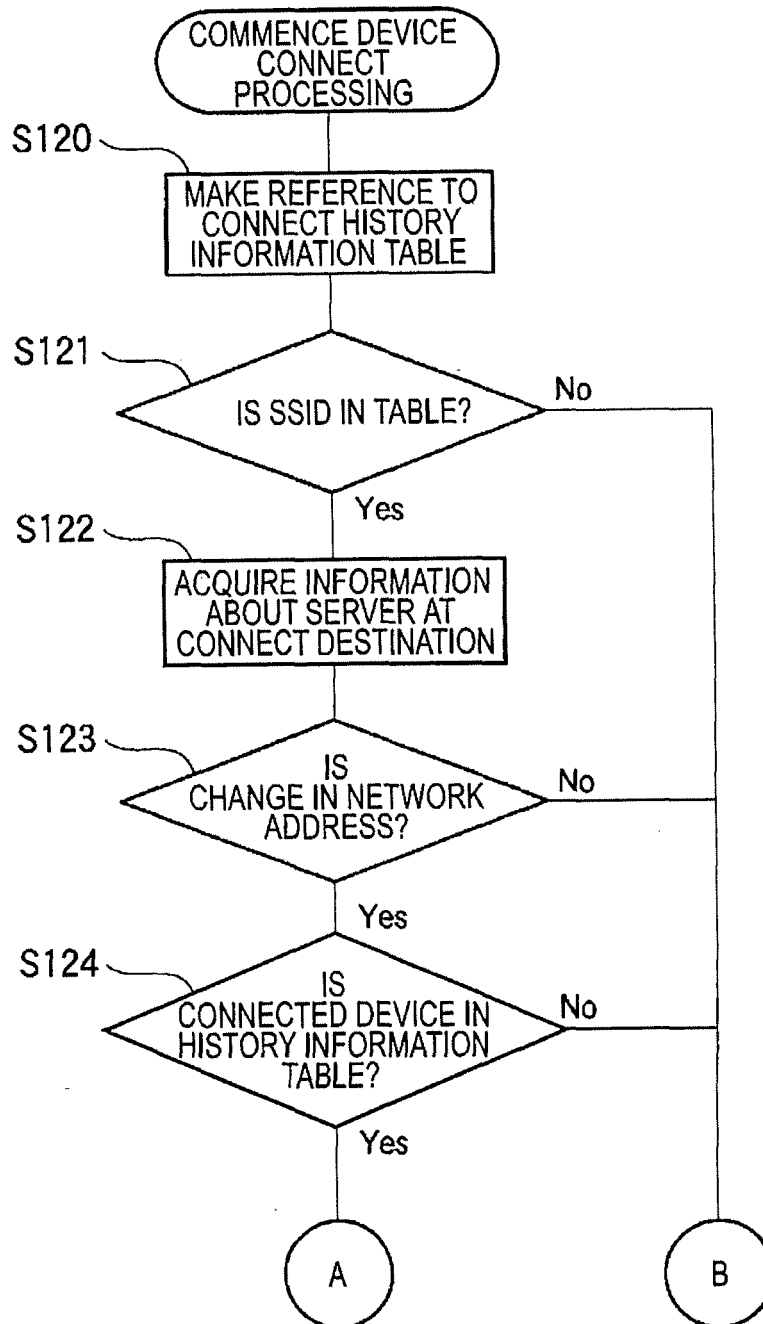 COMMENCE DEVICE
CONNECT
PROCESSING
S120
MAKE REFERENCE TO
CONNECT HISTORY
INFORMATION TABLE
S121
IS SSID IN TABLE?
No
Yes
S122
ACQUIRE INFORMATION
ABOUT SERVER AT
CONNECT DESTINATION
S123
IS
CHANGE IN NETWORK
ADDRESS?
No
Yes
S124
IS
CONNECTED DEVICE IN
HISTORY INFORMATION
TABLE?
No
Yes
A
B